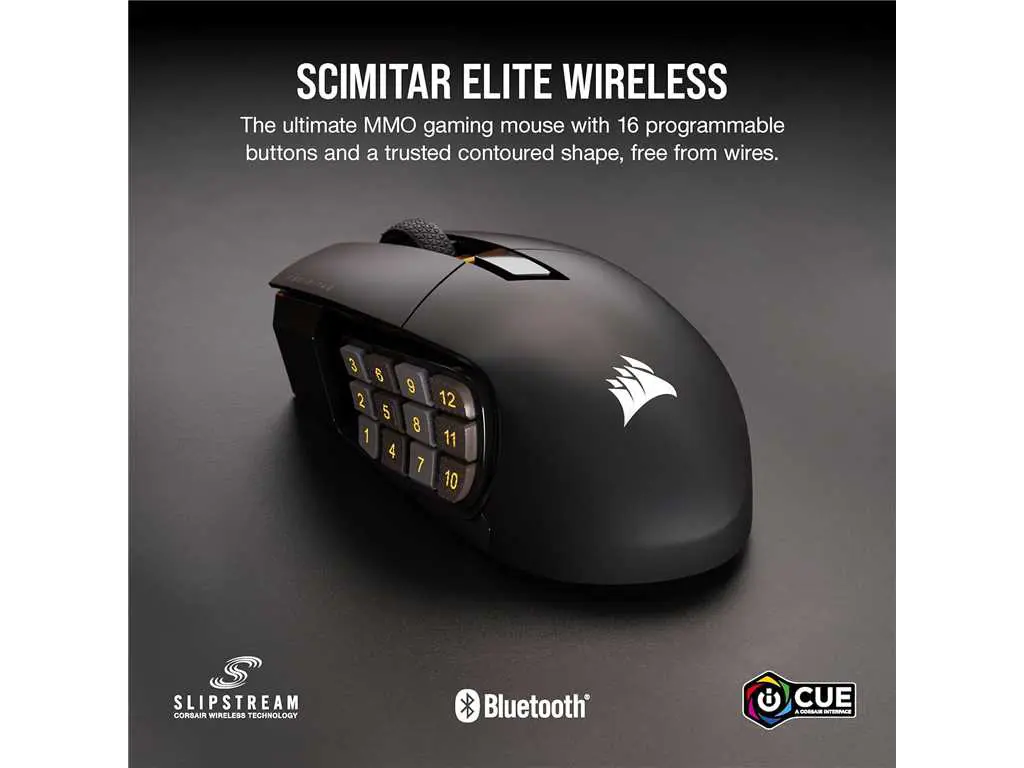 SCIMITAR ELITE WIRELESS
The ultimate MMO gaming mouse with 16 programmable
buttons and a trusted contoured shape, free from wires.
SCIMITAR
3 6 9 12
2 5 8 11
1 4 7 10
SLIPSTREAM
CORSAIR WIRELESS TECHNOLOGY
Bluetooth®
iCUE
A CORSAIR INTERFACE